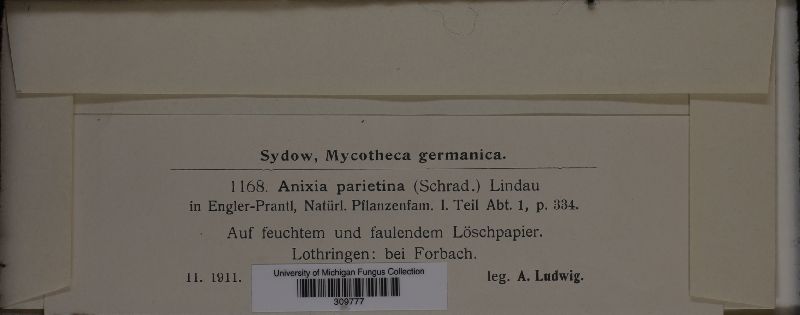 Sydow, Mycotheca germanica.
1168. Anixia parietina (Schrad.) Lindau
in Engler-Prantl, Natürl. Pflanzenfam. I. Teil Abt. 1, p. 334.
Auf feuchtem und faulendem Löschpapier.
Lothringen: bei Forbach.
11. 1911. leg. A. Ludwig.
University of Michigan Fungus Collection
309777